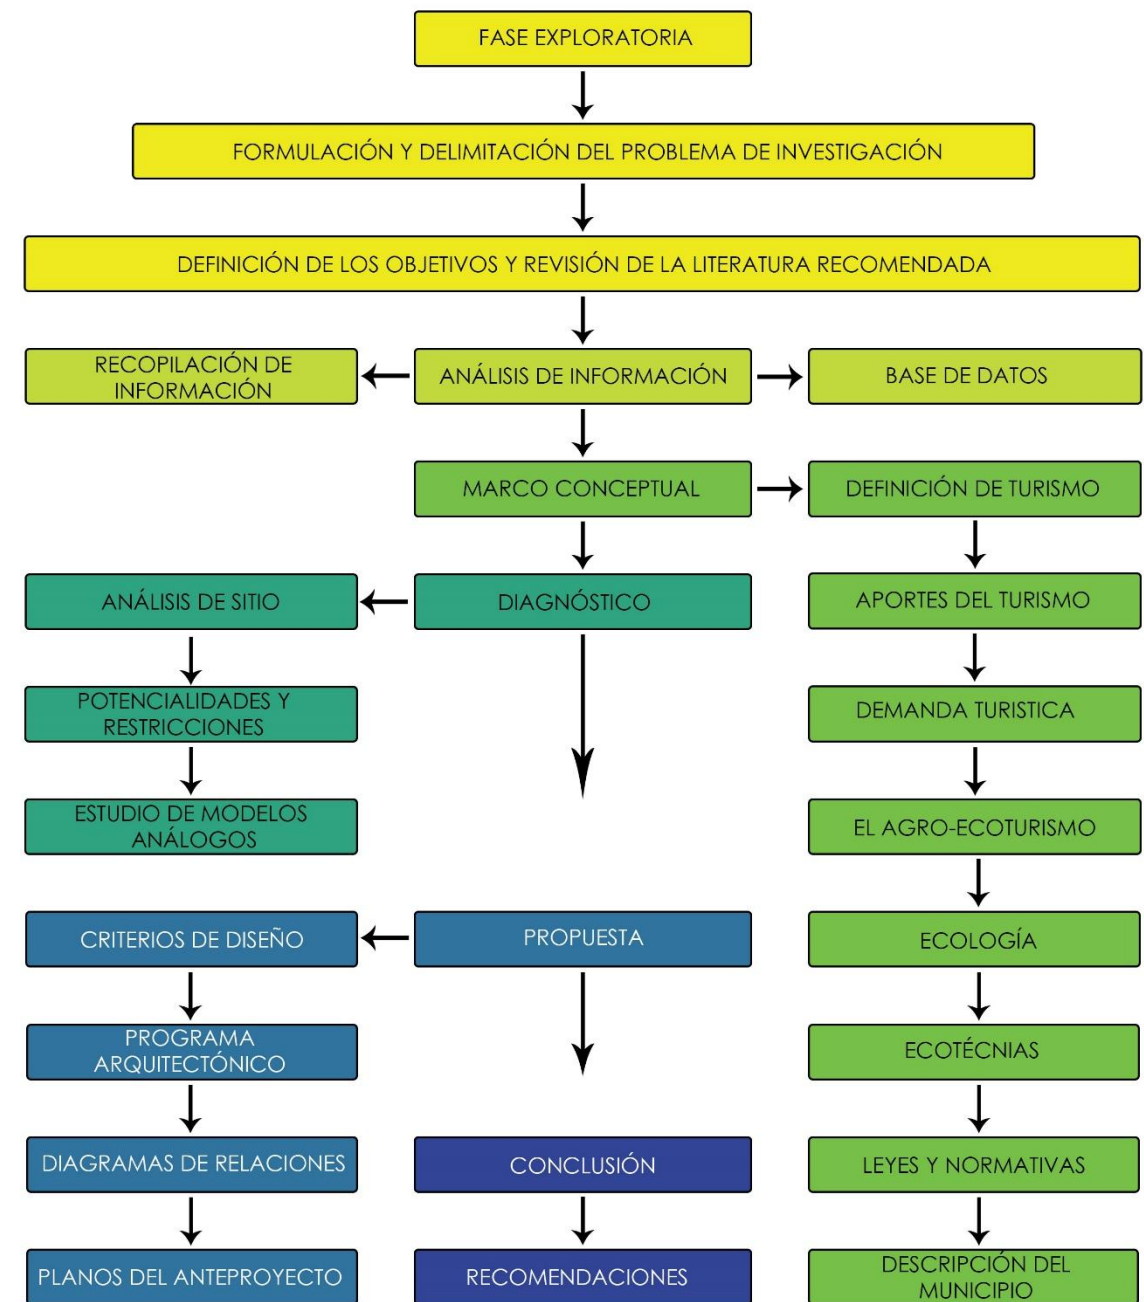 FASE EXPLORATORIA
FORMULACIÓN Y DELIMITACIÓN DEL PROBLEMA DE INVESTIGACIÓN
DEFINICIÓN DE LOS OBJETIVOS Y REVISIÓN DE LA LITERATURA RECOMENDADA
RECOPILACIÓN DE
INFORMACIÓN
ANÁLISIS DE INFORMACIÓN
BASE DE DATOS
MARCO CONCEPTUAL
DEFINICIÓN DE TURISMO
ANÁLISIS DE SITIO
DIAGNÓSTICO
APORTES DEL TURISMO
POTENCIALIDADES Y
RESTRICCIONES
DEMANDA TURISTICA
ESTUDIO DE MODELOS
ANÁLOGOS
EL AGRO-ECOTURISMO
CRITERIOS DE DISEÑO
PROPUESTA
ECOLOGÍA
PROGRAMA
ARQUITECTÓNICO
ECOTÉCNIAS
DIAGRAMAS DE RELACIONES
CONCLUSIÓN
LEYES Y NORMATIVAS
PLANOS DEL ANTEPROYECTO
RECOMENDACIONES
DESCRIPCIÓN DEL
MUNICIPIO